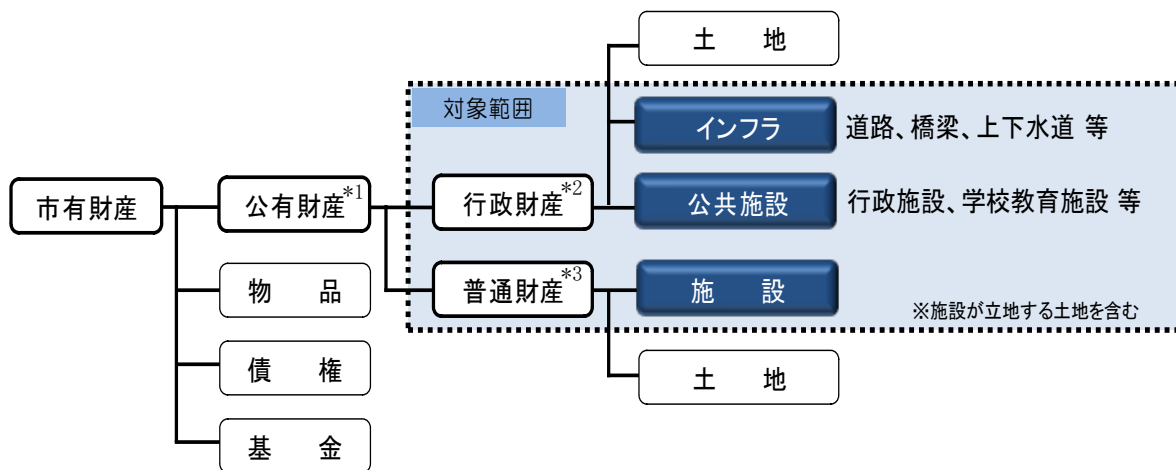 土　地
対象範囲
インフラ　道路、橋梁、上下水道 等
市有財産　公有財産*1　行政財産*2　公共施設　行政施設、学校教育施設 等
物　品　普通財産*3　施　設
※施設が立地する土地を含む
債　権　土　地
基　金